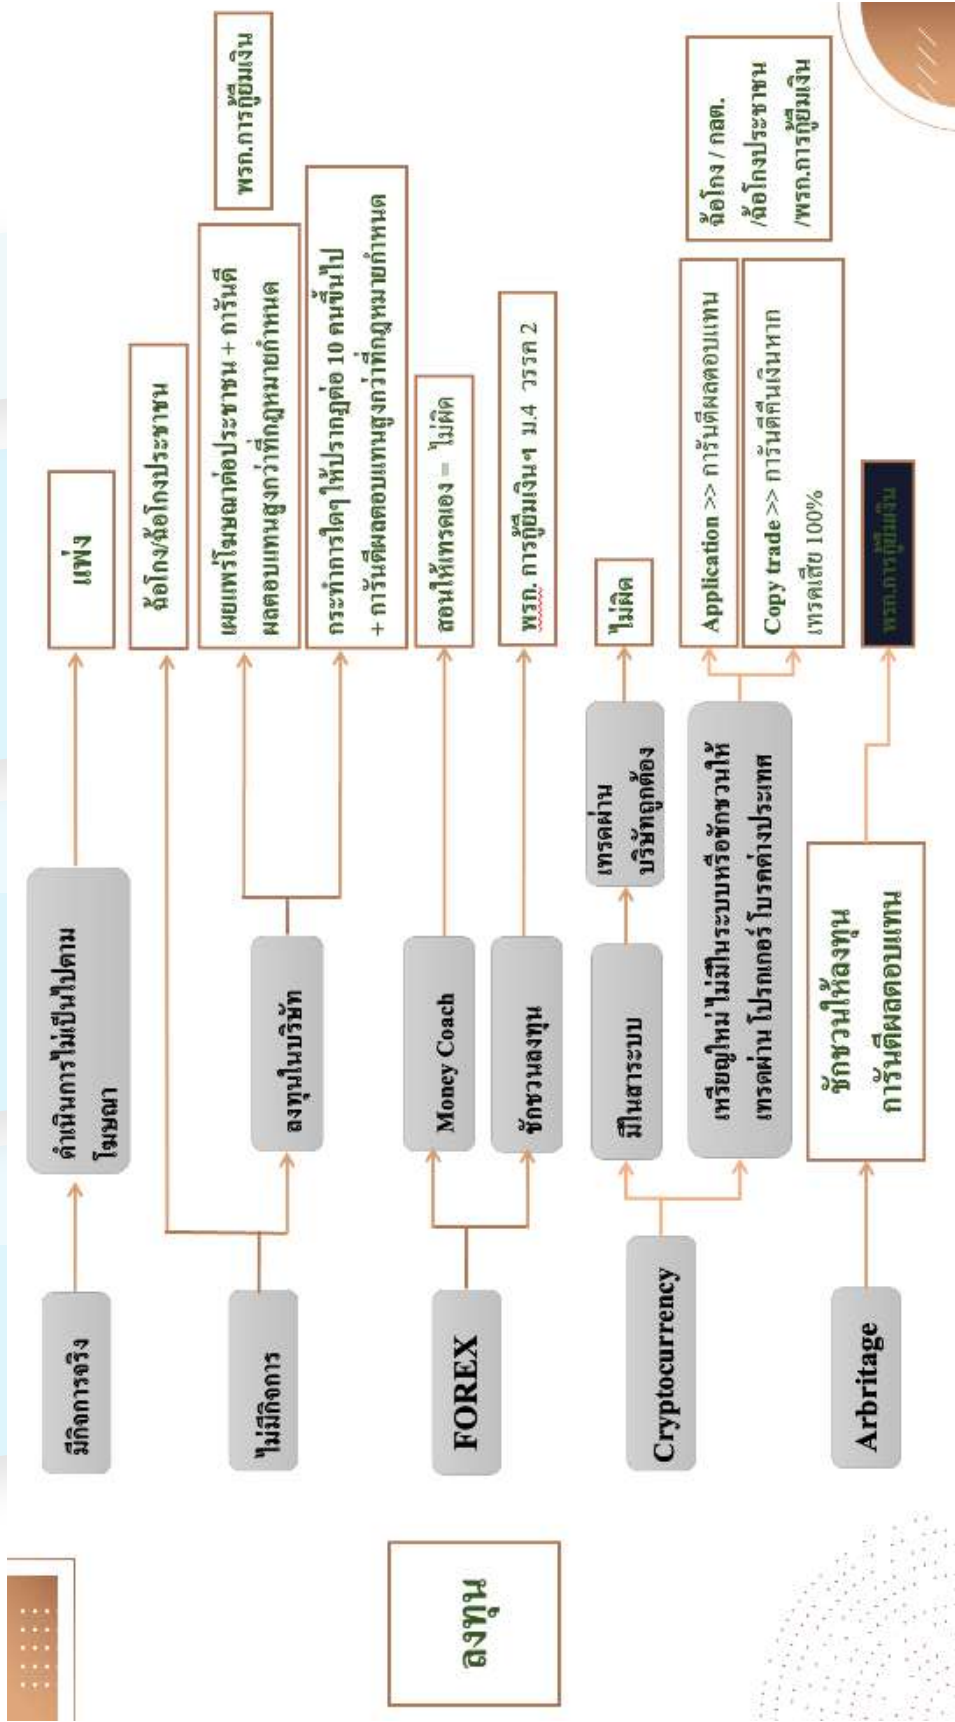 ลงทุน
มีกิจการจริง
ดำเนินการไม่เป็นไปตาม
โฆษณา
แพ่ง
ไม่มีกิจการ
ฉ้อโกง/ฉ้อโกงประชาชน
ลงทุนในบริษัท
เผยแพร่โฆษณาต่อประชาชน + การันตี
ผลตอบแทนสูงกว่าที่กฎหมายกำหนด
พรก.การกู้ยืมเงิน
กระทำการใดๆ ให้ปรากฏต่อ 10 คนขึ้นไป
+ การันตีผลตอบแทนสูงกว่าที่กฎหมายกำหนด
FOREX
Money Coach
สอนให้เทรดเอง = ไม่ผิด
ชักชวนลงทุน
พรก. การกู้ยืมเงินฯ ม.4 วรรค 2
Cryptocurrency
มีในสาระบบ
เทรดผ่าน
บริษัทถูกต้อง
ไม่ผิด
เหรียญใหม่ ไม่มีในระบบหรือชักชวนให้
เทรดผ่าน โปรกเกอร์ โบรคต่างประเทศ
Application >> การันตีผลตอบแทน
Copy trade >> การันตีคืนเงินหาก
เทรดเสีย 100%
ฉ้อโกง / กลต.
/ฉ้อโกงประชาชน
/พรก.การกู้ยืมเงิน
Arbritage
ชักชวนให้ลงทุน
การันตีผลตอบแทน
พรก.การกู้ยืมเงิน